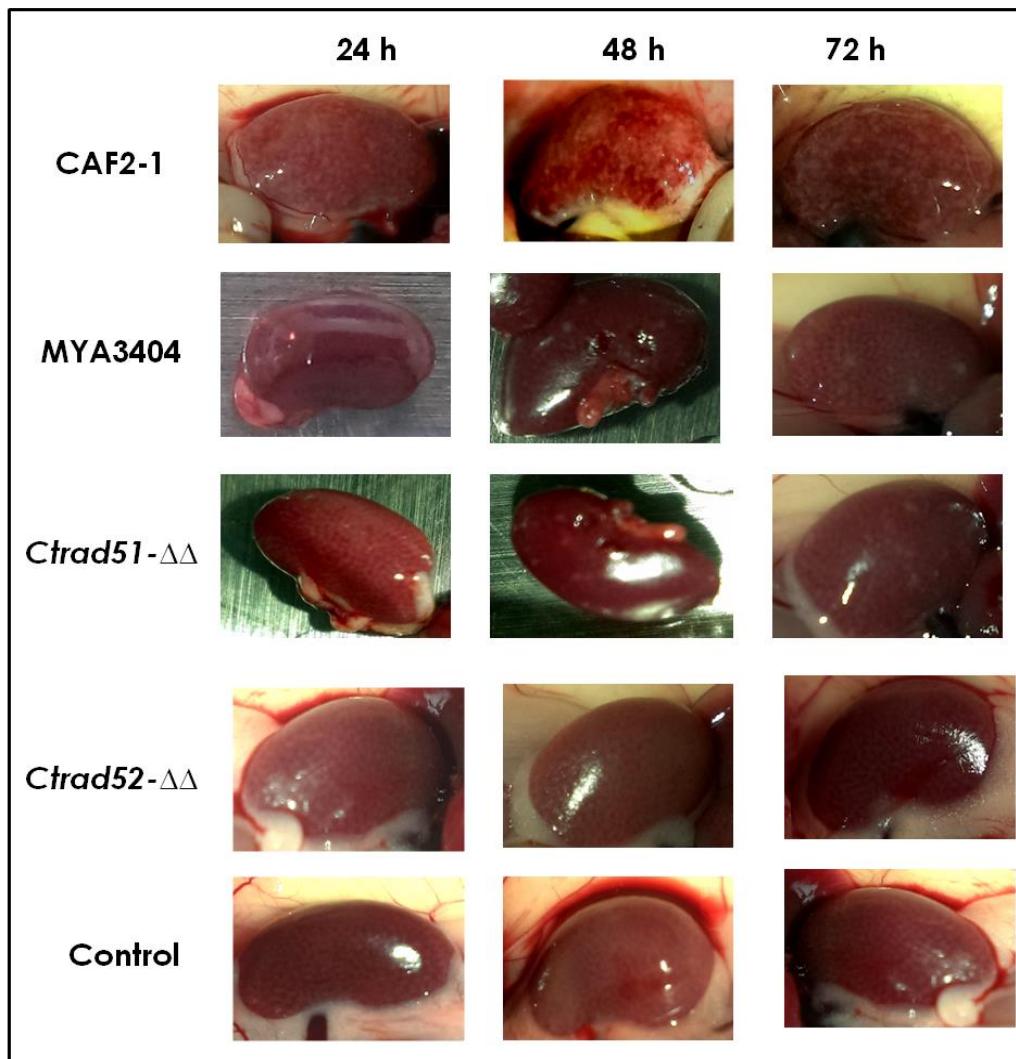 24 h 48 h 72 h
CAF2-1
MYA3404
Ctrad51-ΔΔ
Ctrad52-ΔΔ
Control